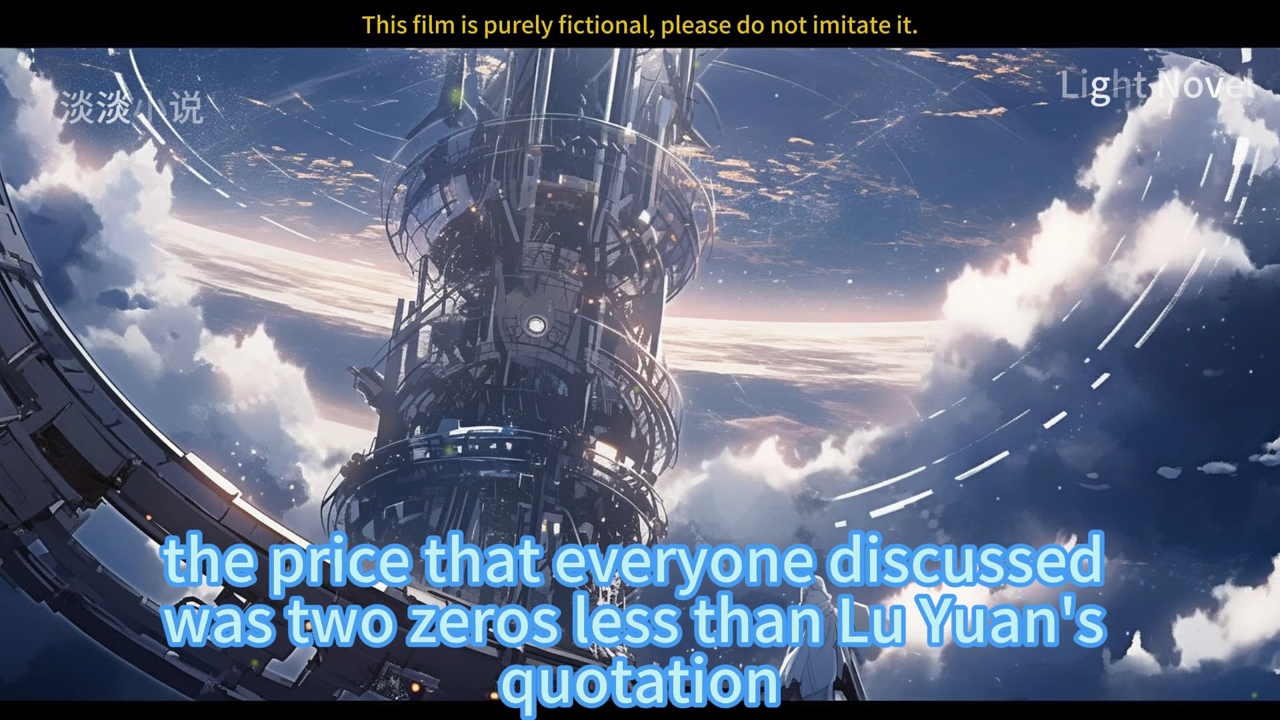 This film is purely fictional, please do not imitate it.
淡淡小说
Light Novel
the price that everyone discussed
was two zeros less than Lu Yuan's
quotation